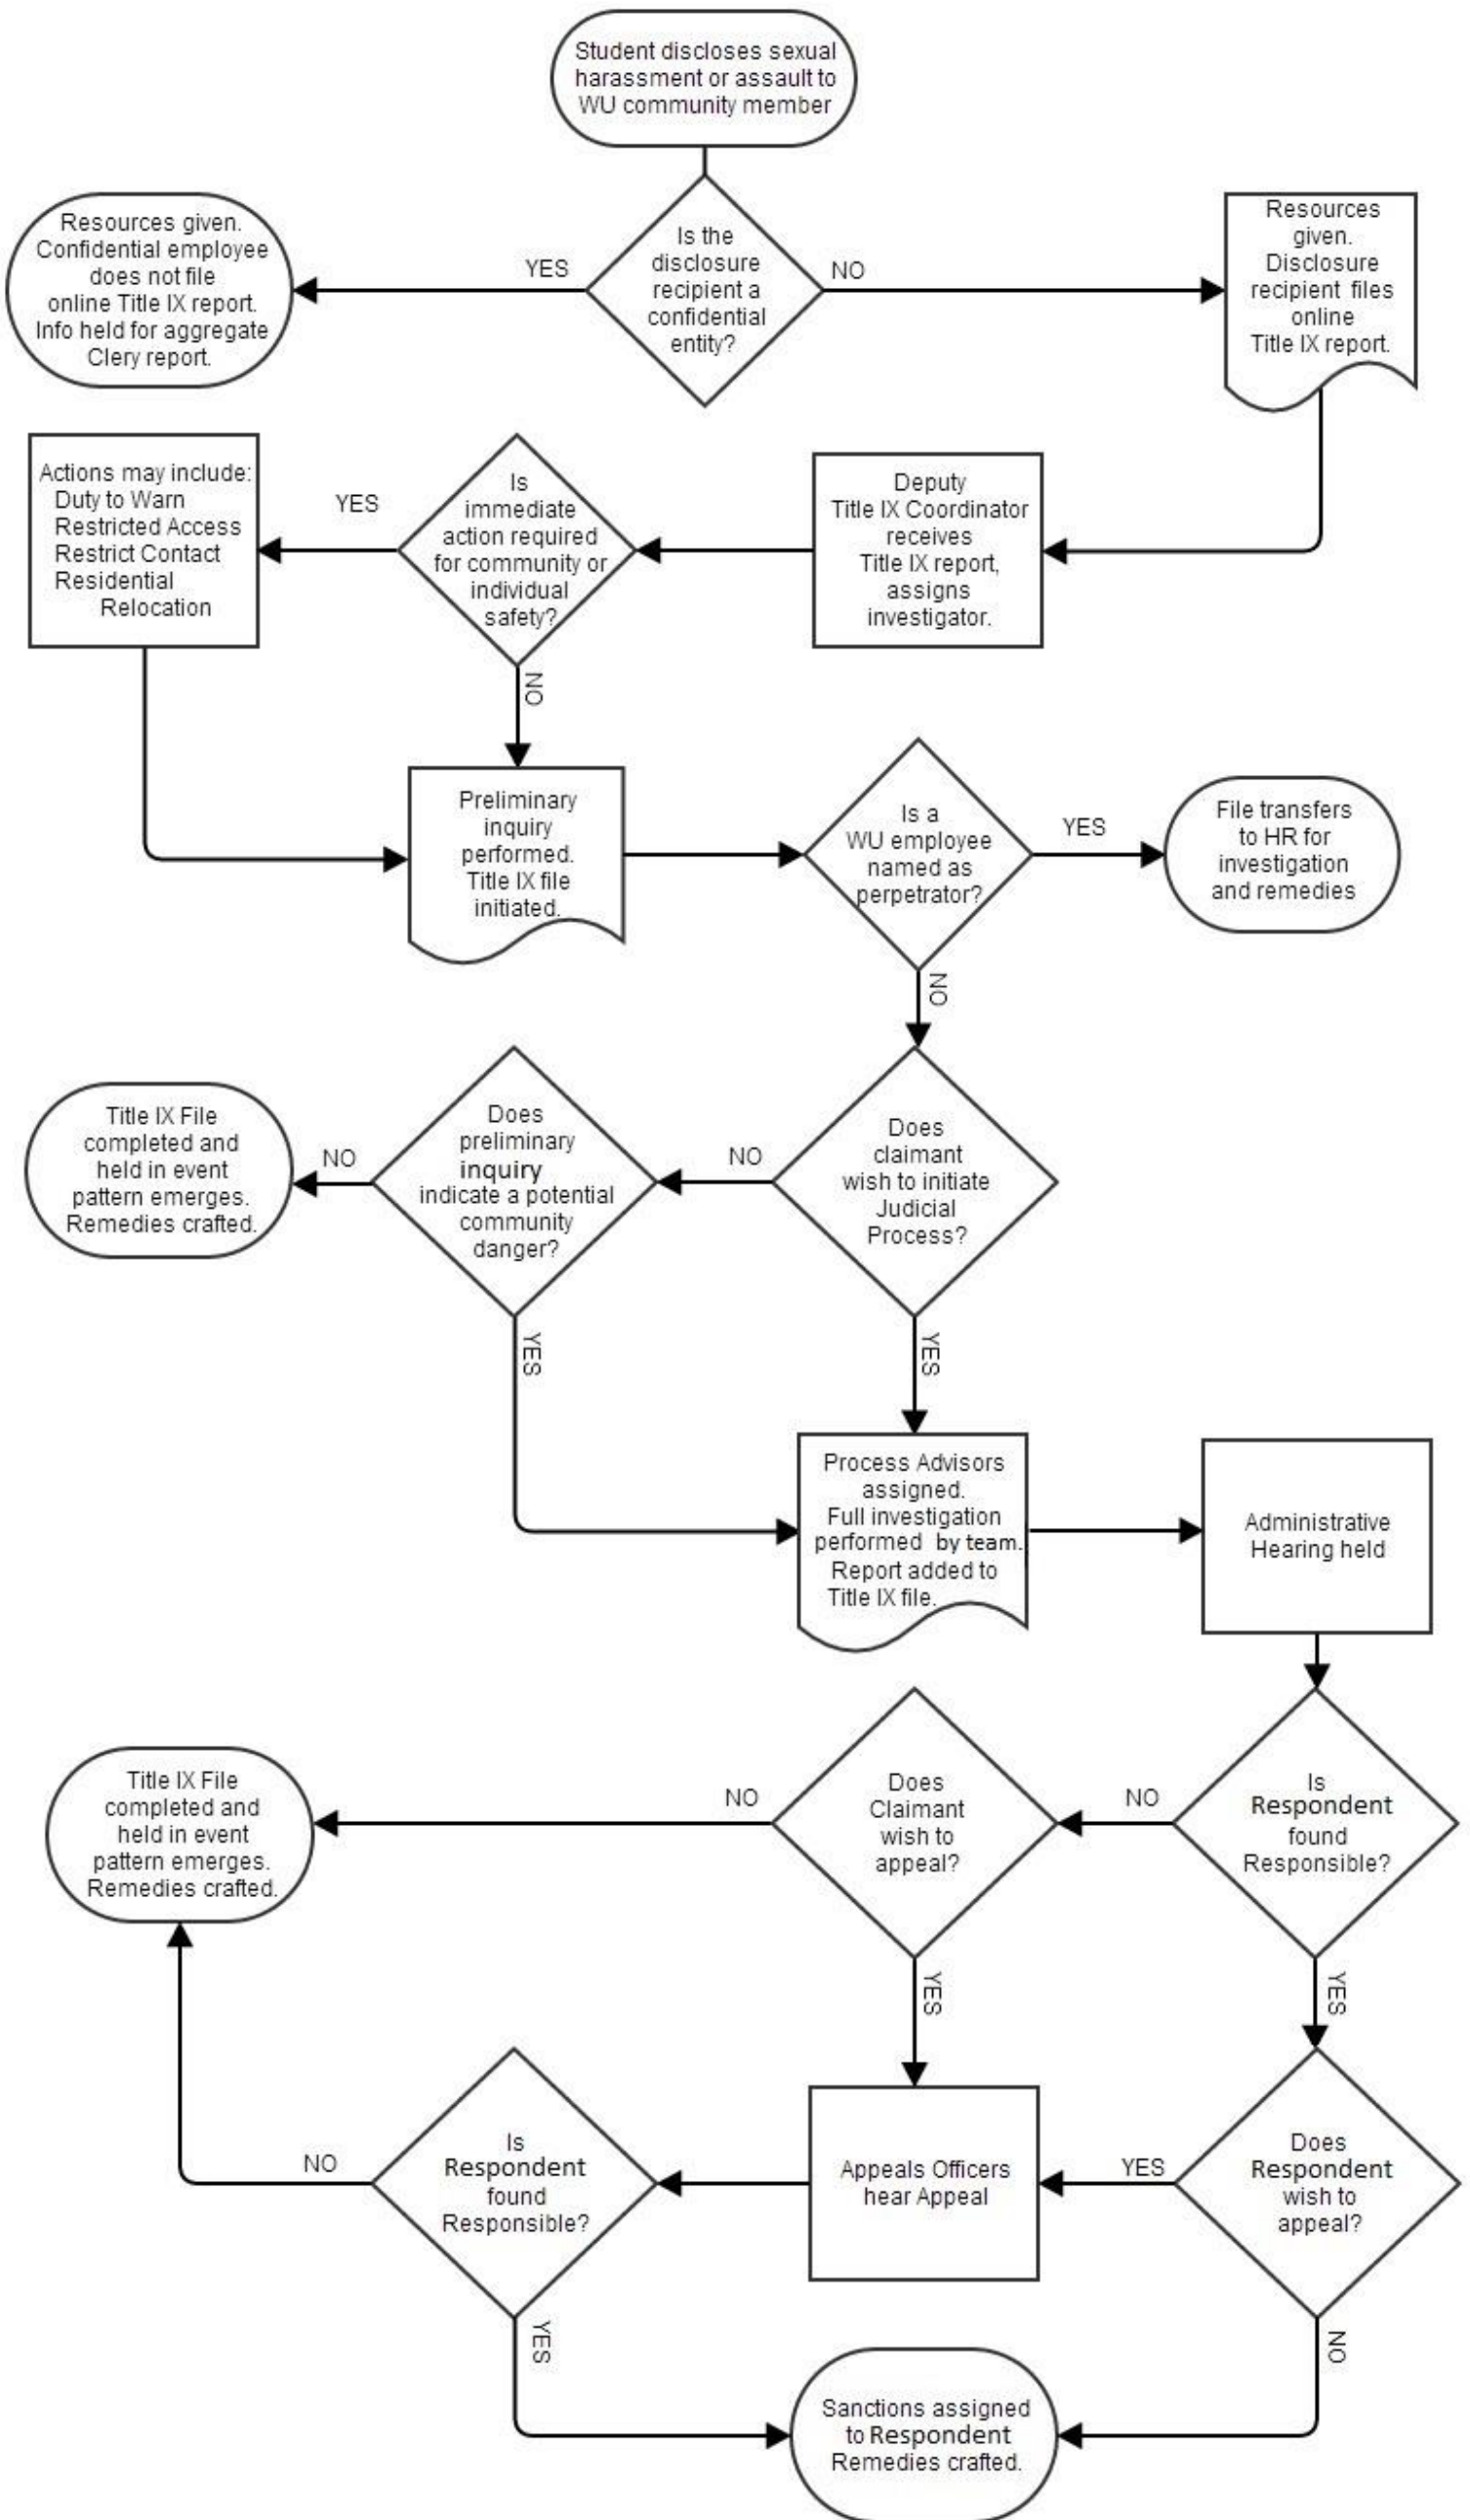 Student discloses sexual
harassment or assault to
WU community member
Is the
disclosure
recipient a
confidential
entity?
YES
NO
Resources given.
Confidential employee
does not file
online Title IX report.
Info held for aggregate
Clery report.
Resources
given.
Disclosure
recipient files
online
Title IX report.
Deputy
Title IX Coordinator
receives
Title IX report,
assigns
investigator.
Is
immediate
action required
for community or
individual
safety?
YES
NO
Actions may include:
Duty to Warn
Restricted Access
Restrict Contact
Residential
Relocation
Preliminary
inquiry
performed.
Title IX file
initiated.
Is a
WU employee
named as
perpetrator?
YES
NO
File transfers
to HR for
investigation
and remedies
Does
claimant
wish to initiate
Judicial
Process?
NO
YES
Does
preliminary
inquiry
indicate a potential
community
danger?
NO
YES
Title IX File
completed and
held in event
pattern emerges.
Remedies crafted.
Process Advisors
assigned.
Full investigation
performed by team.
Report added to
Title IX file.
Administrative
Hearing held
Is
Respondent
found
Responsible?
NO
YES
Does
Claimant
wish to
appeal?
NO
YES
Title IX File
completed and
held in event
pattern emerges.
Remedies crafted.
Does
Respondent
wish to
appeal?
YES
NO
Appeals Officers
hear Appeal
Is
Respondent
found
Responsible?
NO
YES
Sanctions assigned
to Respondent
Remedies crafted.